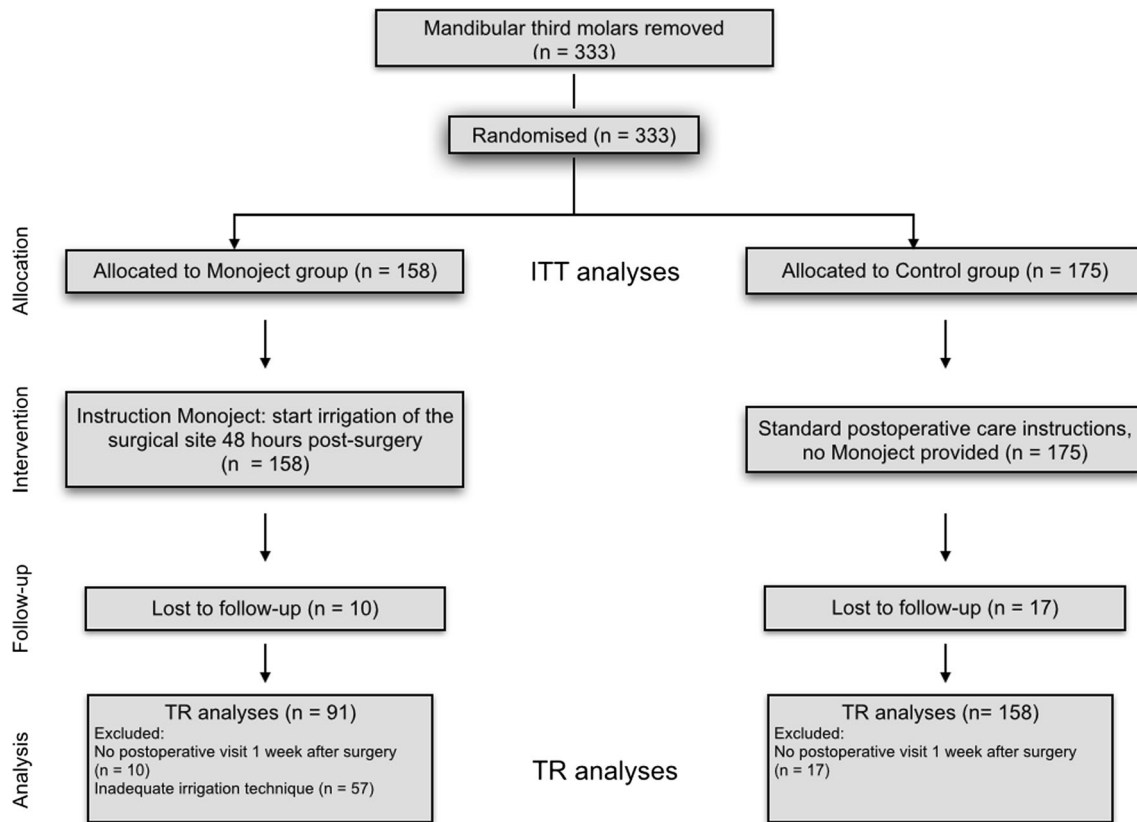 Mandibular third molars removed
(n = 333)
Randomised (n = 333)
Allocation
Allocated to Monoject group (n = 158)
ITT analyses
Allocated to Control group (n = 175)
Intervention
Instruction Monoject: start irrigation of the
surgical site 48 hours post-surgery
(n = 158)
Standard postoperative care instructions,
no Monoject provided (n = 175)
Follow-up
Lost to follow-up (n = 10)
Lost to follow-up (n = 17)
Analysis
TR analyses (n = 91)
Excluded:
No postoperative visit 1 week after surgery
(n = 10)
Inadequate irrigation technique (n = 57)
TR analyses
TR analyses (n= 158)
Excluded:
No postoperative visit 1 week after surgery
(n = 17)